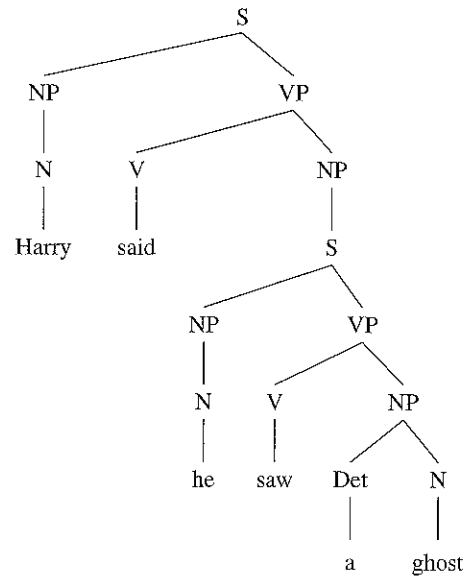 S
NP VP
N V NP
Harry said S
NP VP
N V NP
he saw Det N
a ghost